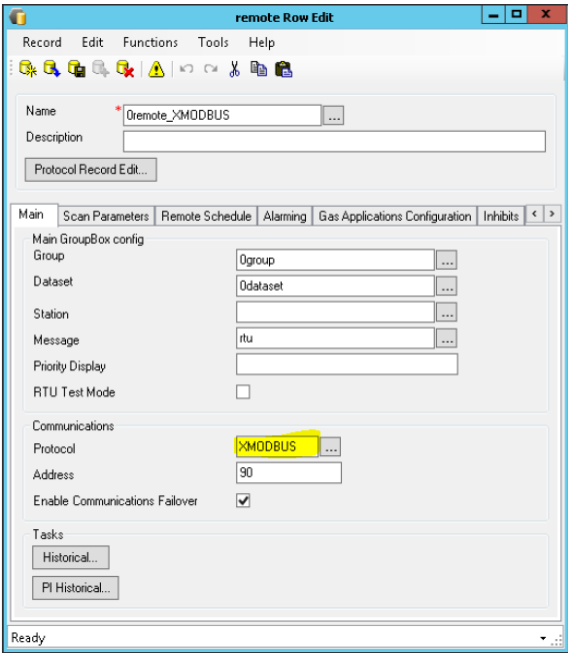 remote Row Edit
Record Edit Functions Tools Help
Name * 0remote_XMODBUS ...
Description
Protocol Record Edit...
Main Scan Parameters Remote Schedule Alarming Gas Applications Configuration Inhibits
Main GroupBox config
Group 0group ...
Dataset 0dataset ...
Station ...
Message rtu ...
Priority Display
RTU Test Mode
Communications
Protocol XMODBUS ...
Address 90
Enable Communications Failover
Tasks
Historical...
PI Historical...
Ready